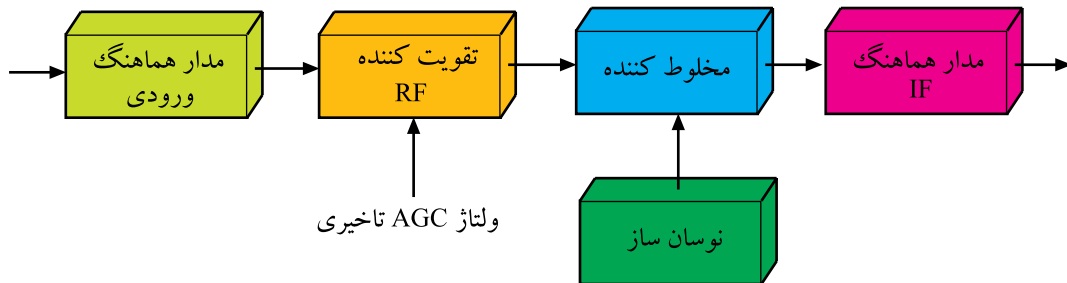 مدار هماهنگ
ورودی
تقویت کننده
RF
مخلوط کننده
مدار هماهنگ
IF
ولتاژ AGC تاخیری
نوسان ساز